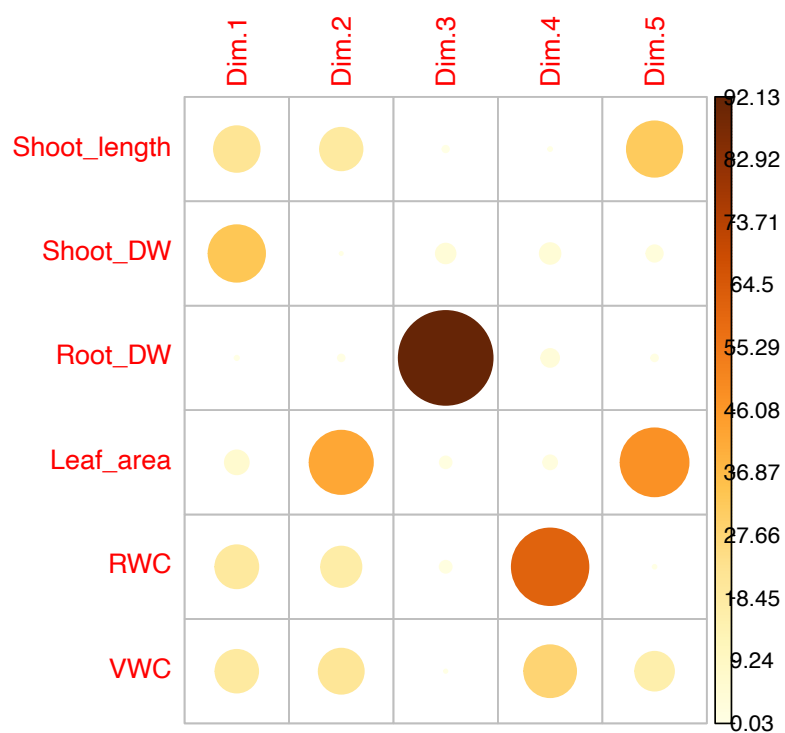 Dim.1
Dim.2
Dim.3
Dim.4
Dim.5
Shoot_length
Shoot_DW
Root_DW
Leaf_area
RWC
VWC
92.13
82.92
73.71
64.5
55.29
46.08
36.87
27.66
18.45
9.24
0.03